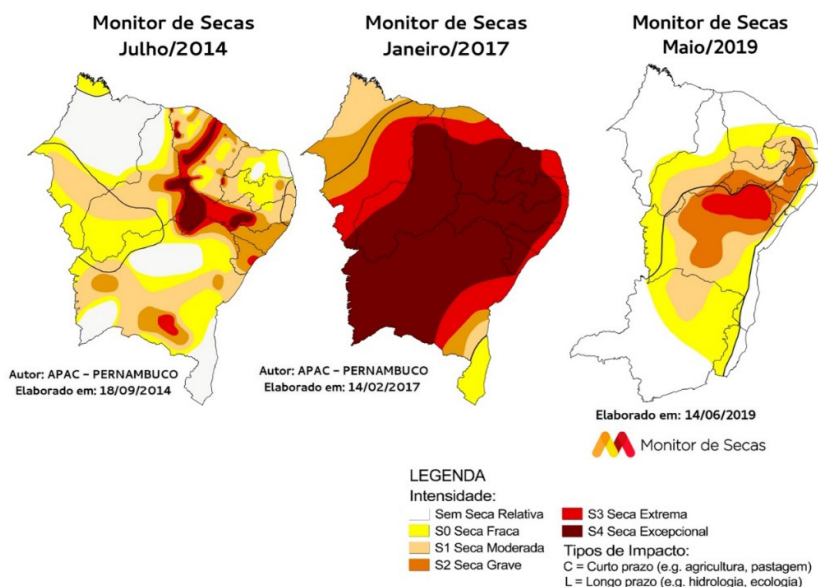 Monitor de Secas
Julho/2014
Monitor de Secas
Janeiro/2017
Monitor de Secas
Maio/2019
Autor: APAC – PERNAMBUCO
Elaborado em: 18/09/2014
Autor: APAC – PERNAMBUCO
Elaborado em: 14/02/2017
Elaborado em: 14/06/2019
Monitor de Secas
LEGENDA
Intensidade:
Sem Seca Relativa
S0 Seca Fraca
S1 Seca Moderada
S2 Seca Grave
S3 Seca Extrema
S4 Seca Excepcional
Tipos de Impacto:
C = Curto prazo (e.g. agricultura, pastagem)
L = Longo prazo (e.g. hidrologia, ecologia)